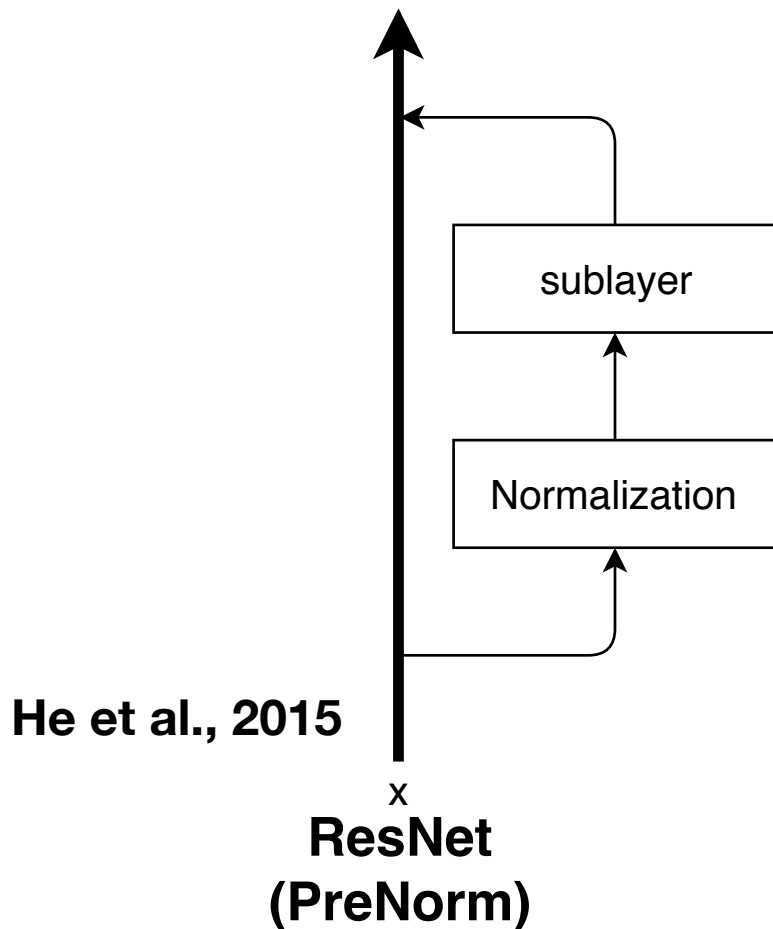 sublayer
Normalization
He et al., 2015
x
ResNet
(PreNorm)